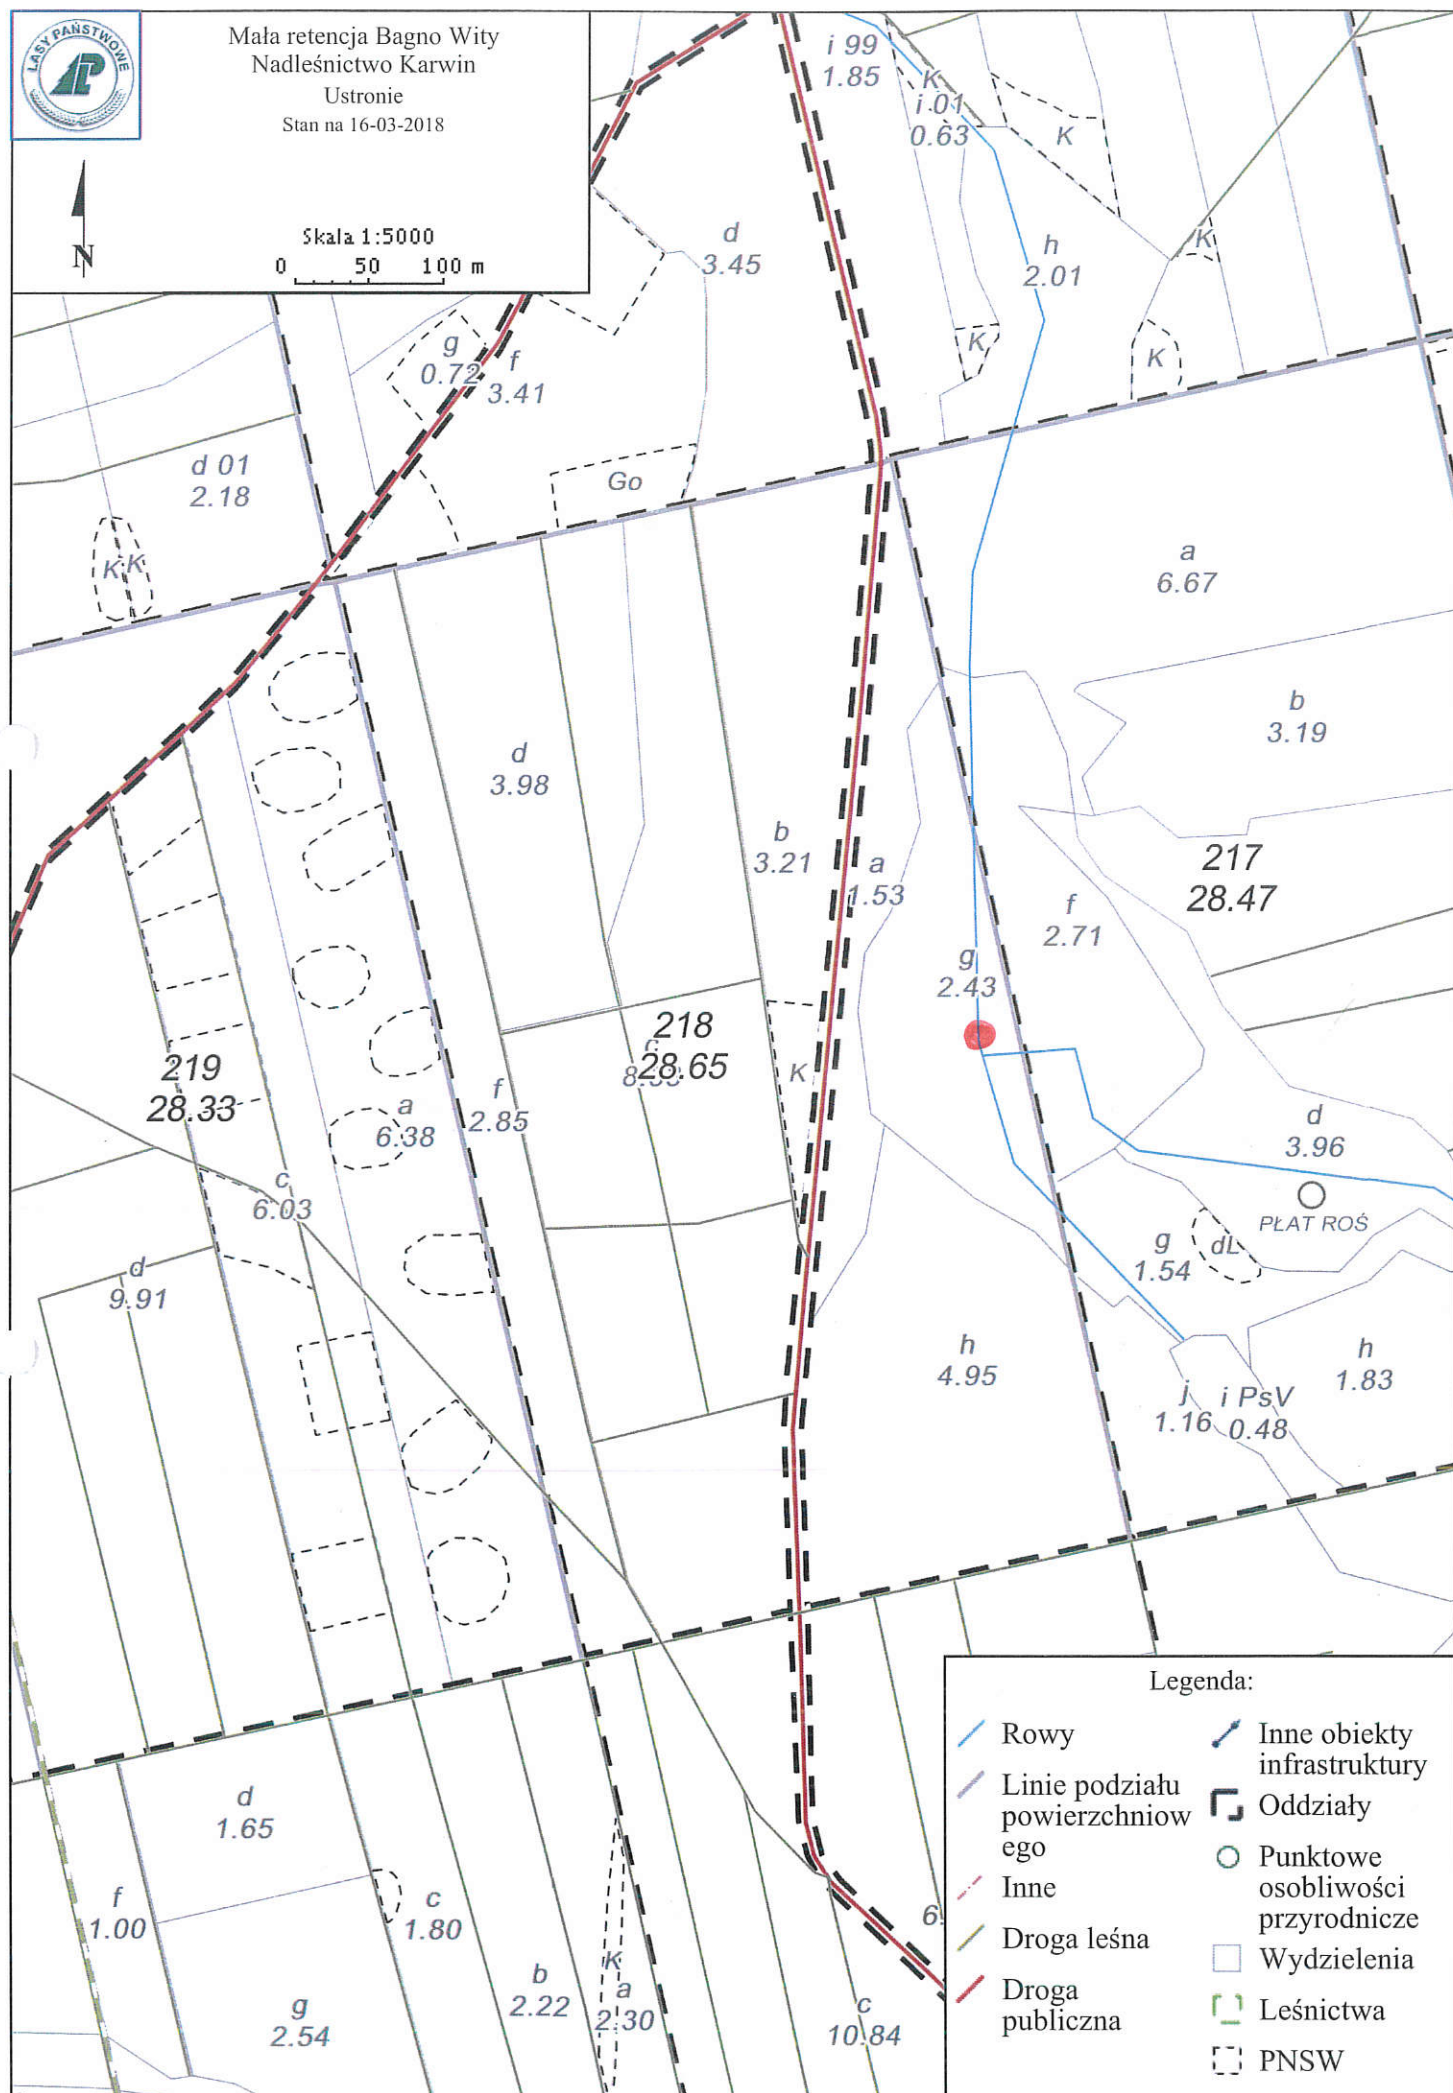 LASY PAŃSTWOWE
Mała retencja Bagno Wity
Nadleśnictwo Karwin
Ustronie
Stan na 16-03-2018
N
Skala 1:5000
0 50 100 m
i 99
1.85
K
i 01
0.63
K
d
3.45
h
2.01
K
K
K
g
0.72
f
3.41
d 01
2.18
Go
K
K
a
6.67
b
3.19
d
3.98
b
3.21
a
1.53
217
28.47
f
2.71
g
2.43
218
28.65
c
K
219
28.33
a
6.38
f
2.85
d
3.96
PŁAT ROŚ
c
6.03
g
1.54
dL
d
9.91
h
4.95
h
1.83
j
1.16
i PsV
0.48
d
1.65
f
1.00
c
1.80
g
2.54
b
2.22
K
a
2.30
c
10.84
6.
Legenda:
Rowy
Linie podziału
powierzchniow
ego
Inne
Droga leśna
Droga
publiczna
Inne obiekty
infrastruktury
Oddziały
Punktowe
osobliwości
przyrodnicze
Wydzielenia
Leśnictwa
PNSW